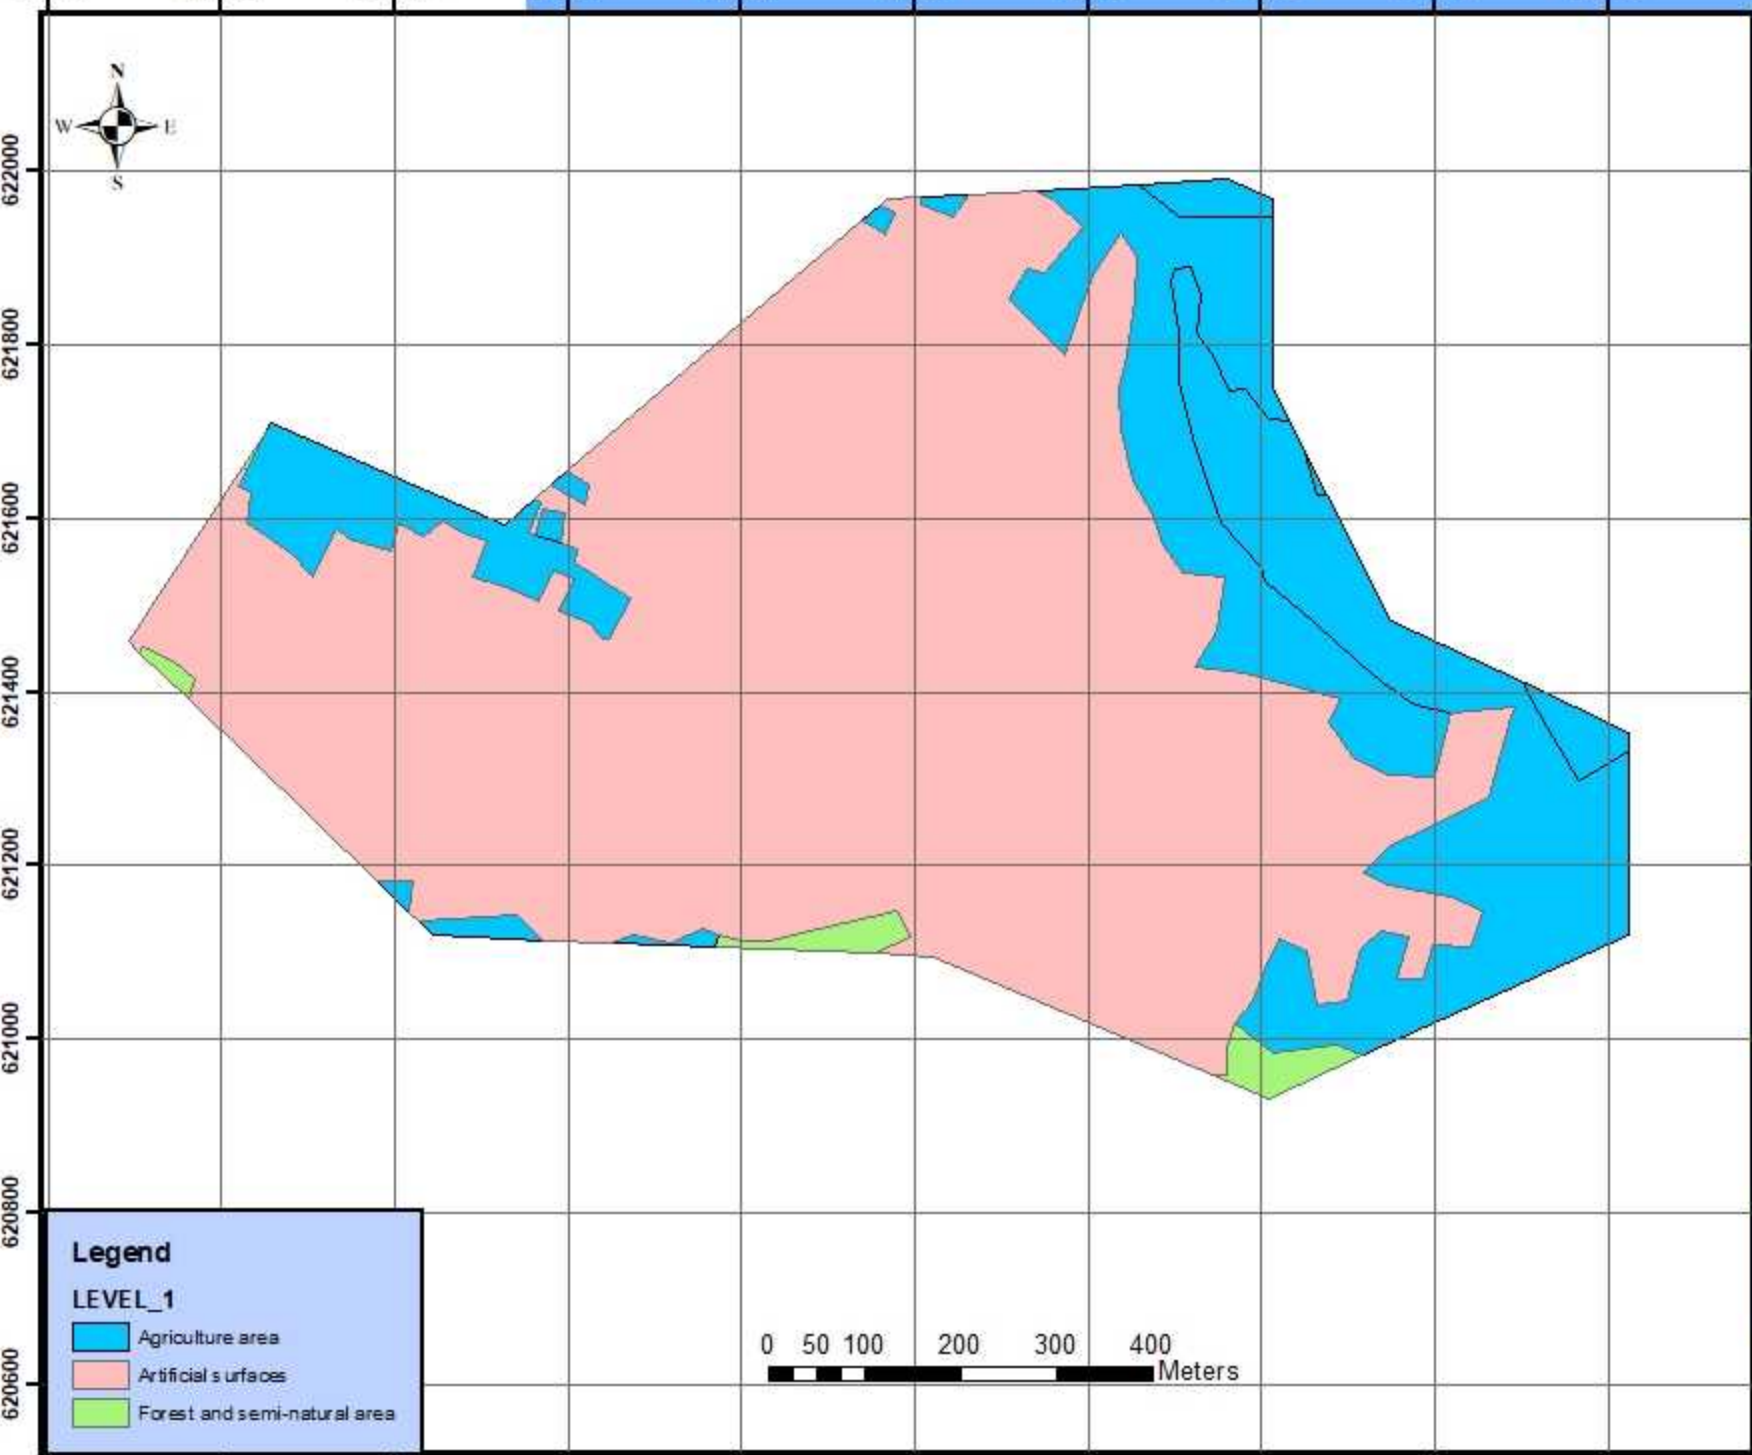 N
W E
S
622000
621800
621600
621400
621200
621000
620800
620600
Legend
LEVEL_1
Agriculture area
Artificial surfaces
Forest and semi-natural area
0 50 100 200 300 400
Meters